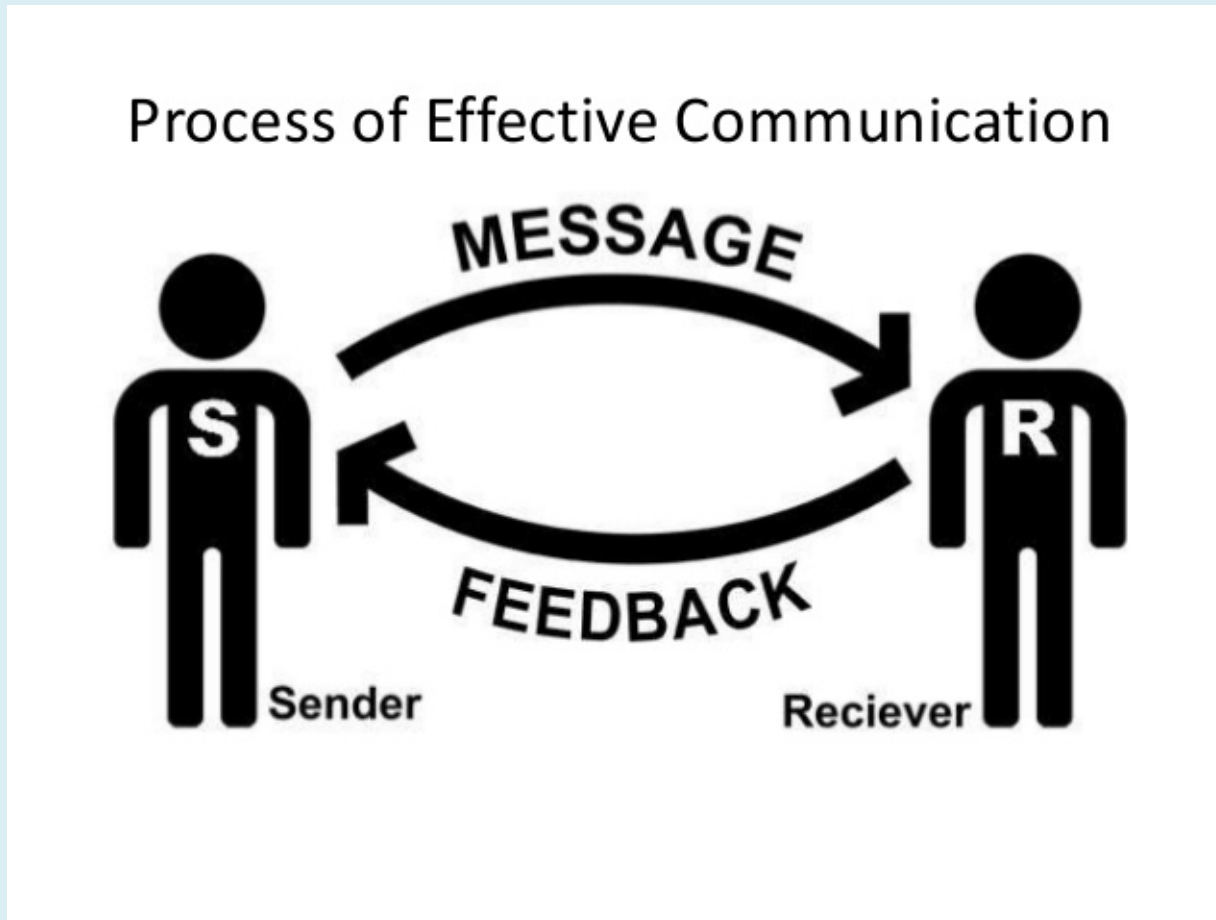 Process of Effective Communication
MESSAGE
S
R
FEEDBACK
Sender
Reciever